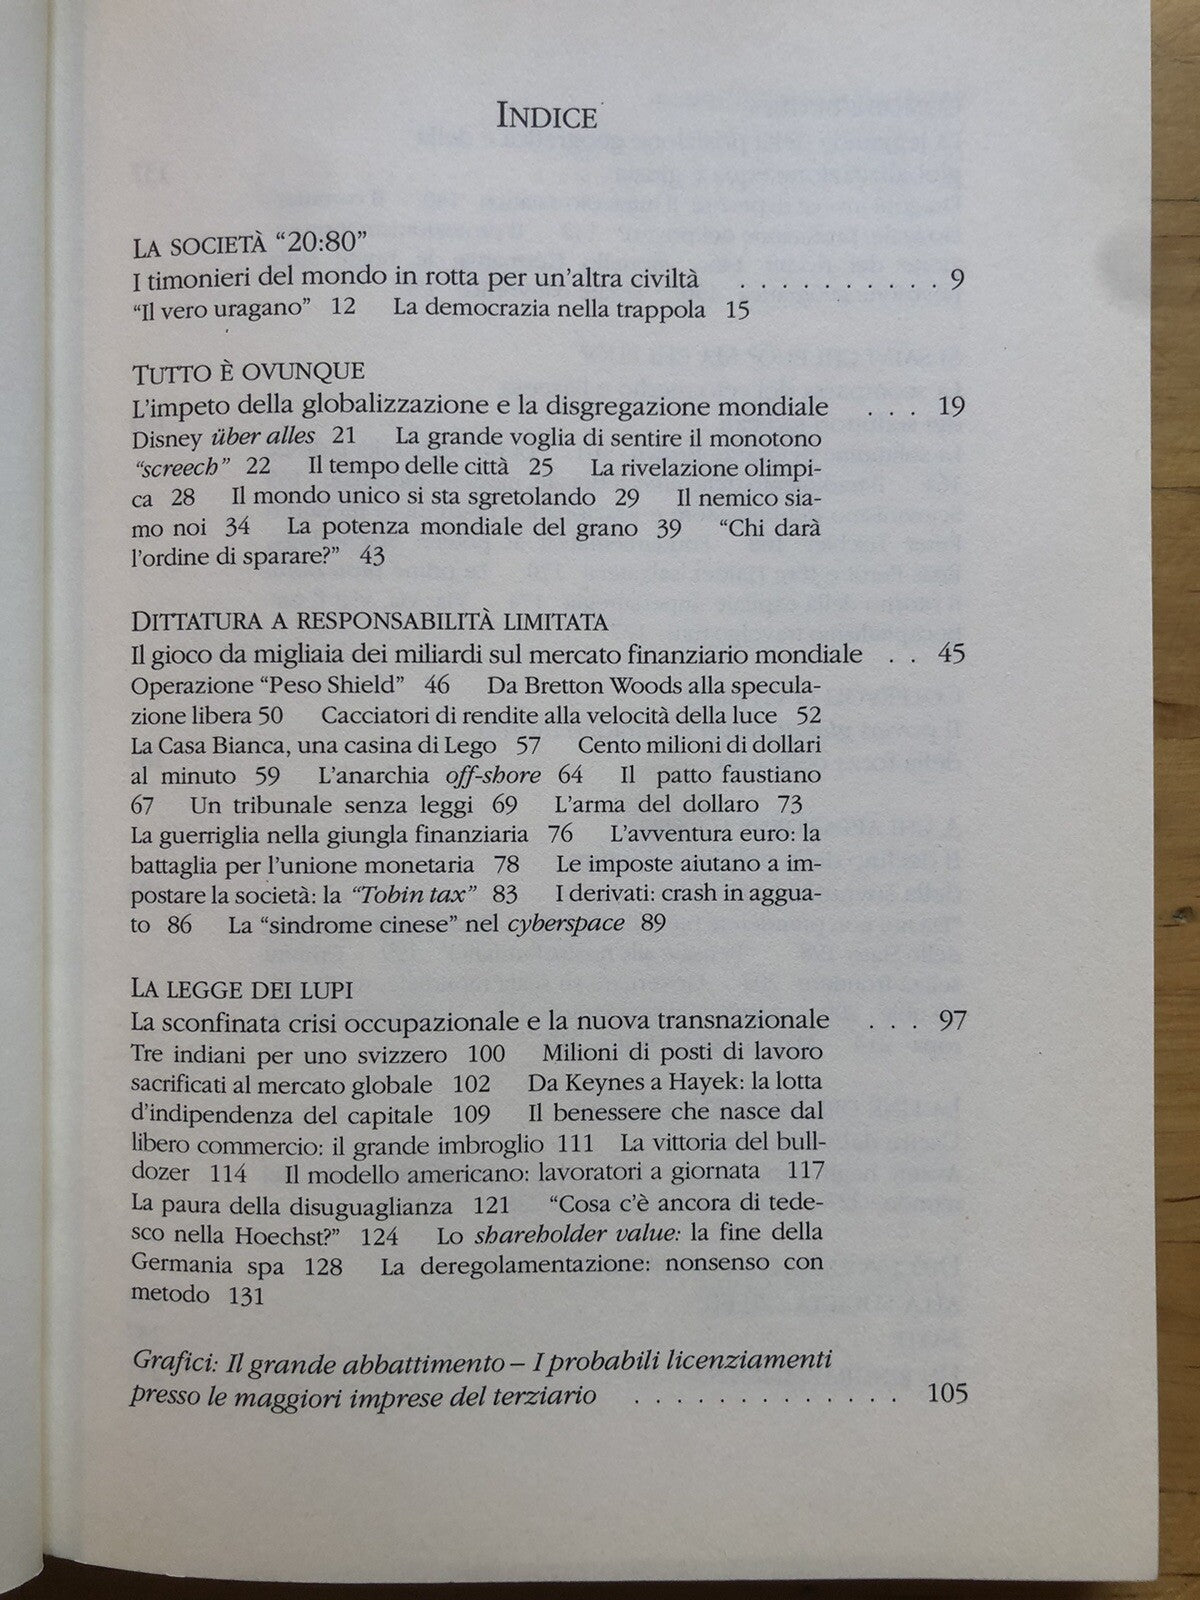 INDICE
LA SOCIETÀ “20:80”
I timonieri del mondo in rotta per un’altra civiltà . . . . . . . . . . 9
“Il vero uragano” 12 La democrazia nella trappola 15
TUTTO È OVUNQUE
L’impeto della globalizzazione e la disgregazione mondiale . . . 19
Disney über alles 21 La grande voglia di sentire il monotono
“screech” 22 Il tempo delle città 25 La rivelazione olimpi-
ca 28 Il mondo unico si sta sgretolando 29 Il nemico sia-
mo noi 34 La potenza mondiale del grano 39 “Chi darà
l’ordine di sparare?” 43
DITTATURA A RESPONSABILITÀ LIMITATA
Il gioco da migliaia dei miliardi sul mercato finanziario mondiale . . 45
Operazione “Peso Shield” 46 Da Bretton Woods alla specula-
zione libera 50 Cacciatori di rendite alla velocità della luce 52
La Casa Bianca, una casina di Lego 57 Cento milioni di dollari
al minuto 59 L’anarchia off-shore 64 Il patto faustiano
67 Un tribunale senza leggi 69 L’arma del dollaro 73
La guerriglia nella giungla finanziaria 76 L’avventura euro: la
battaglia per l’unione monetaria 78 Le imposte aiutano a im-
postare la società: la “Tobin tax” 83 I derivati: crash in aggua-
to 86 La “sindrome cinese” nel cyberspace 89
LA LEGGE DEI LUPI
La sconfinata crisi occupazionale e la nuova transnazionale . . . 97
Tre indiani per uno svizzero 100 Milioni di posti di lavoro
sacrificati al mercato globale 102 Da Keynes a Hayek: la lotta
d’indipendenza del capitale 109 Il benessere che nasce dal
libero commercio: il grande imbroglio 111 La vittoria del bull-
dozer 114 Il modello americano: lavoratori a giornata 117
La paura della disuguaglianza 121 “Cosa c’è ancora di tede-
sco nella Hoechst?” 124 Lo shareholder value: la fine della
Germania spa 128 La deregolamentazione: nonsenso con
metodo 131
Grafici: Il grande abbattimento – I probabili licenziamenti
presso le maggiori imprese del terziario . . . . . . . . . . . . . 105